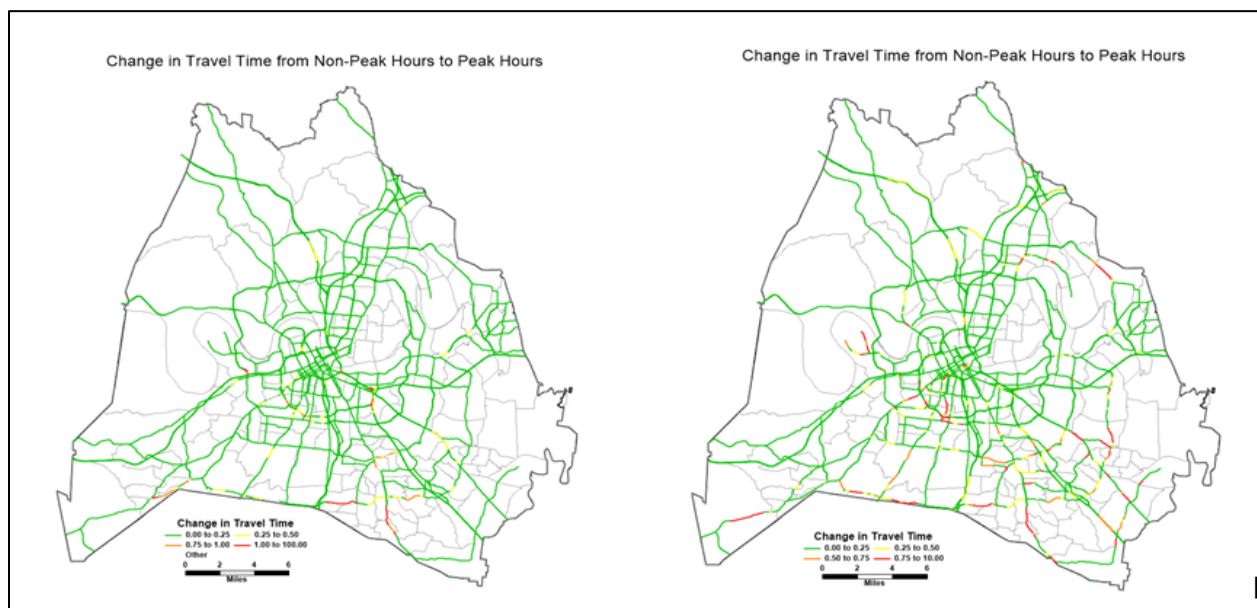 Change in Travel Time from Non-Peak Hours to Peak Hours
Change in Travel Time
0.00 to 0.25 0.25 to 0.50
0.75 to 1.00 1.00 to 100.00
Other
0 2 4 6
Miles
Change in Travel Time from Non-Peak Hours to Peak Hours
Change in Travel Time
0.00 to 0.25 0.25 to 0.50
0.50 to 0.75 0.75 to 10.00
0 2 4 6
Miles